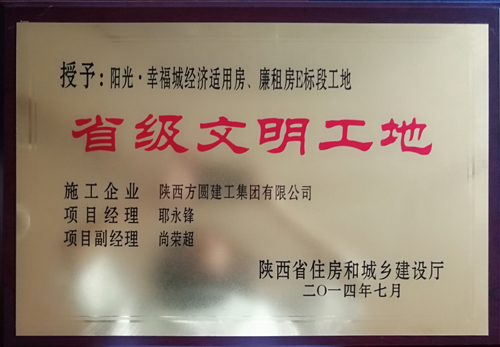 授予：阳光·幸福城经济适用房、廉租房E标段工地
省级文明工地
施工企业 陕西方圆建工集团有限公司
项目经理 耶永锋
项目副经理 尚荣超
陕西省住房和城乡建设厅
二〇一四年七月